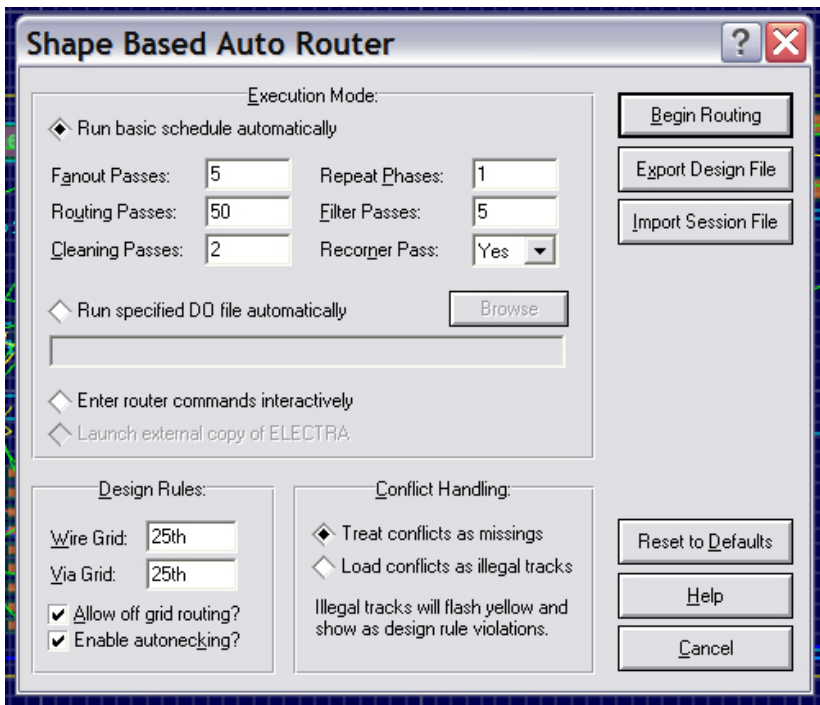 Shape Based Auto Router
Execution Mode:
Run basic schedule automatically
Fanout Passes: 5 Repeat Phases: 1
Routing Passes: 50 Filter Passes: 5
Cleaning Passes: 2 Recorner Pass: Yes
Run specified DO file automatically Browse
Enter router commands interactively
Launch external copy of ELECTRA
Begin Routing
Export Design File
Import Session File
Design Rules:
Wire Grid: 25th
Via Grid: 25th
Allow off grid routing?
Enable autonecking?
Conflict Handling:
Treat conflicts as missings
Load conflicts as illegal tracks
Illegal tracks will flash yellow and
show as design rule violations.
Reset to Defaults
Help
Cancel